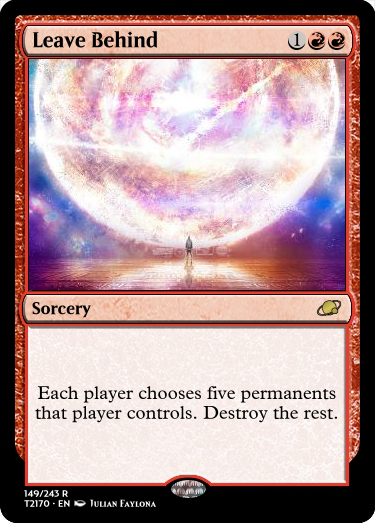 Leave Behind 1
Sorcery
Each player chooses five permanents
that player controls. Destroy the rest.
149/243 R
T2170 • EN Julian Faylona